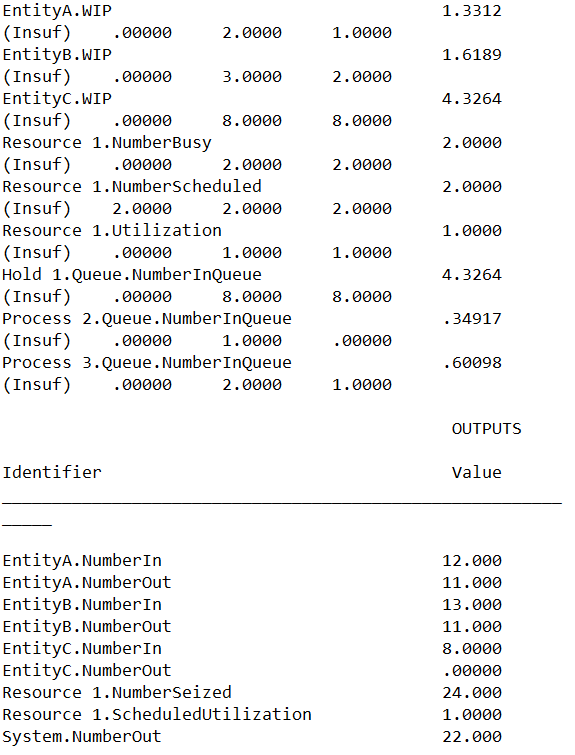 EntityA.WIP 1.3312
(Insuf) .00000 2.0000 1.0000
EntityB.WIP 1.6189
(Insuf) .00000 3.0000 2.0000
EntityC.WIP 4.3264
(Insuf) .00000 8.0000 8.0000
Resource 1.NumberBusy 2.0000
(Insuf) .00000 2.0000 2.0000
Resource 1.NumberScheduled 2.0000
(Insuf) 2.0000 2.0000 2.0000
Resource 1.Utilization 1.0000
(Insuf) .00000 1.0000 1.0000
Hold 1.Queue.NumberInQueue 4.3264
(Insuf) .00000 8.0000 8.0000
Process 2.Queue.NumberInQueue .34917
(Insuf) .00000 1.0000 .00000
Process 3.Queue.NumberInQueue .60098
(Insuf) .00000 2.0000 1.0000
OUTPUTS
Identifier Value
________________________________________________________
_____
EntityA.NumberIn 12.000
EntityA.NumberOut 11.000
EntityB.NumberIn 13.000
EntityB.NumberOut 11.000
EntityC.NumberIn 8.0000
EntityC.NumberOut .00000
Resource 1.NumberSeized 24.000
Resource 1.ScheduledUtilization 1.0000
System.NumberOut 22.000